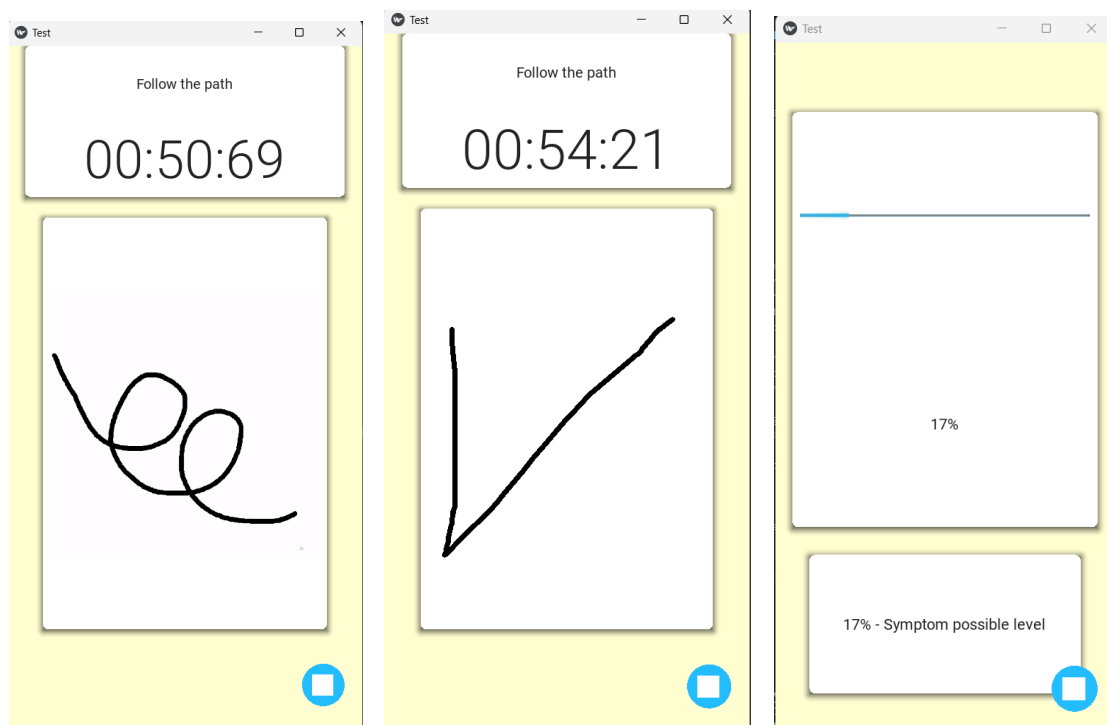 Test
Follow the path
00:50:69
Test
Follow the path
00:54:21
Test
17%
17% - Symptom possible level